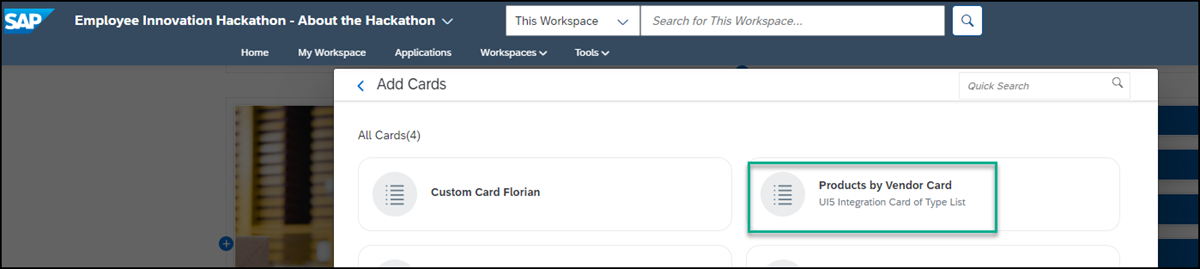 SAP
Employee Innovation Hackathon - About the Hackathon
This Workspace
Search for This Workspace...
Home
My Workspace
Applications
Workspaces
Tools
Add Cards
Quick Search
All Cards(4)
Custom Card Florian
Products by Vendor Card
UI5 Integration Card of Type List